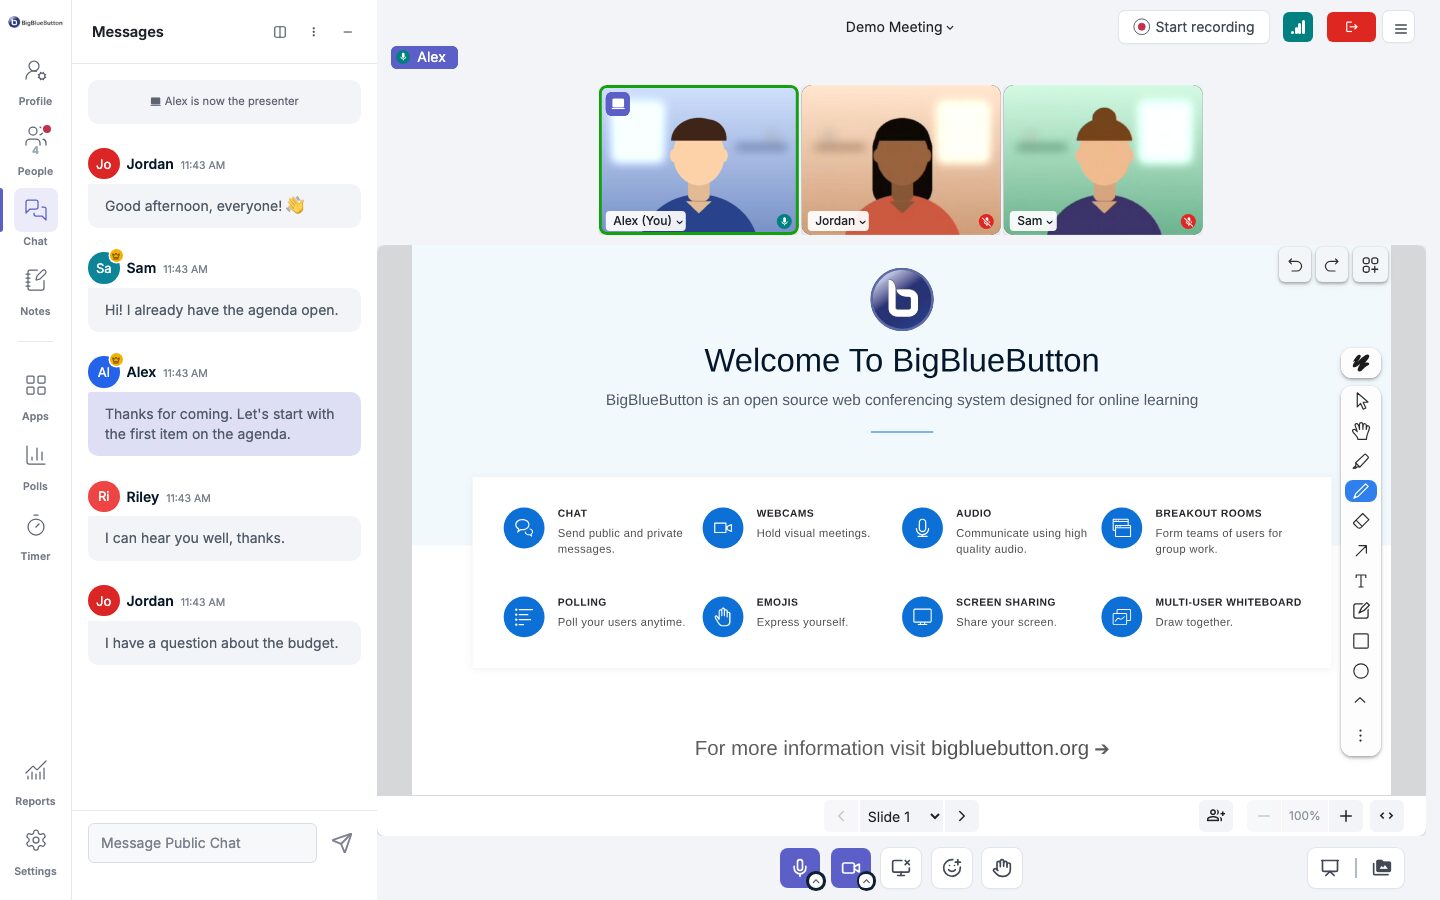 BigBlueButton
Profile
4
People
Chat
Notes
Apps
Polls
Timer
Reports
Settings
Messages
Alex is now the presenter
Jo Jordan 11:43 AM
Good afternoon, everyone! 👋
Sa Sam 11:43 AM
Hi! I already have the agenda open.
Al Alex 11:43 AM
Thanks for coming. Let's start with
the first item on the agenda.
Ri Riley 11:43 AM
I can hear you well, thanks.
Jo Jordan 11:43 AM
I have a question about the budget.
Message Public Chat
Demo Meeting
Start recording
Alex
Alex (You)
Jordan
Sam
Welcome To BigBlueButton
BigBlueButton is an open source web conferencing system designed for online learning
CHAT
Send public and private
messages.
WEBCAMS
Hold visual meetings.
AUDIO
Communicate using high
quality audio.
BREAKOUT ROOMS
Form teams of users for
group work.
POLLING
Poll your users anytime.
EMOJIS
Express yourself.
SCREEN SHARING
Share your screen.
MULTI-USER WHITEBOARD
Draw together.
For more information visit bigbluebutton.org ➔
Slide 1
100%